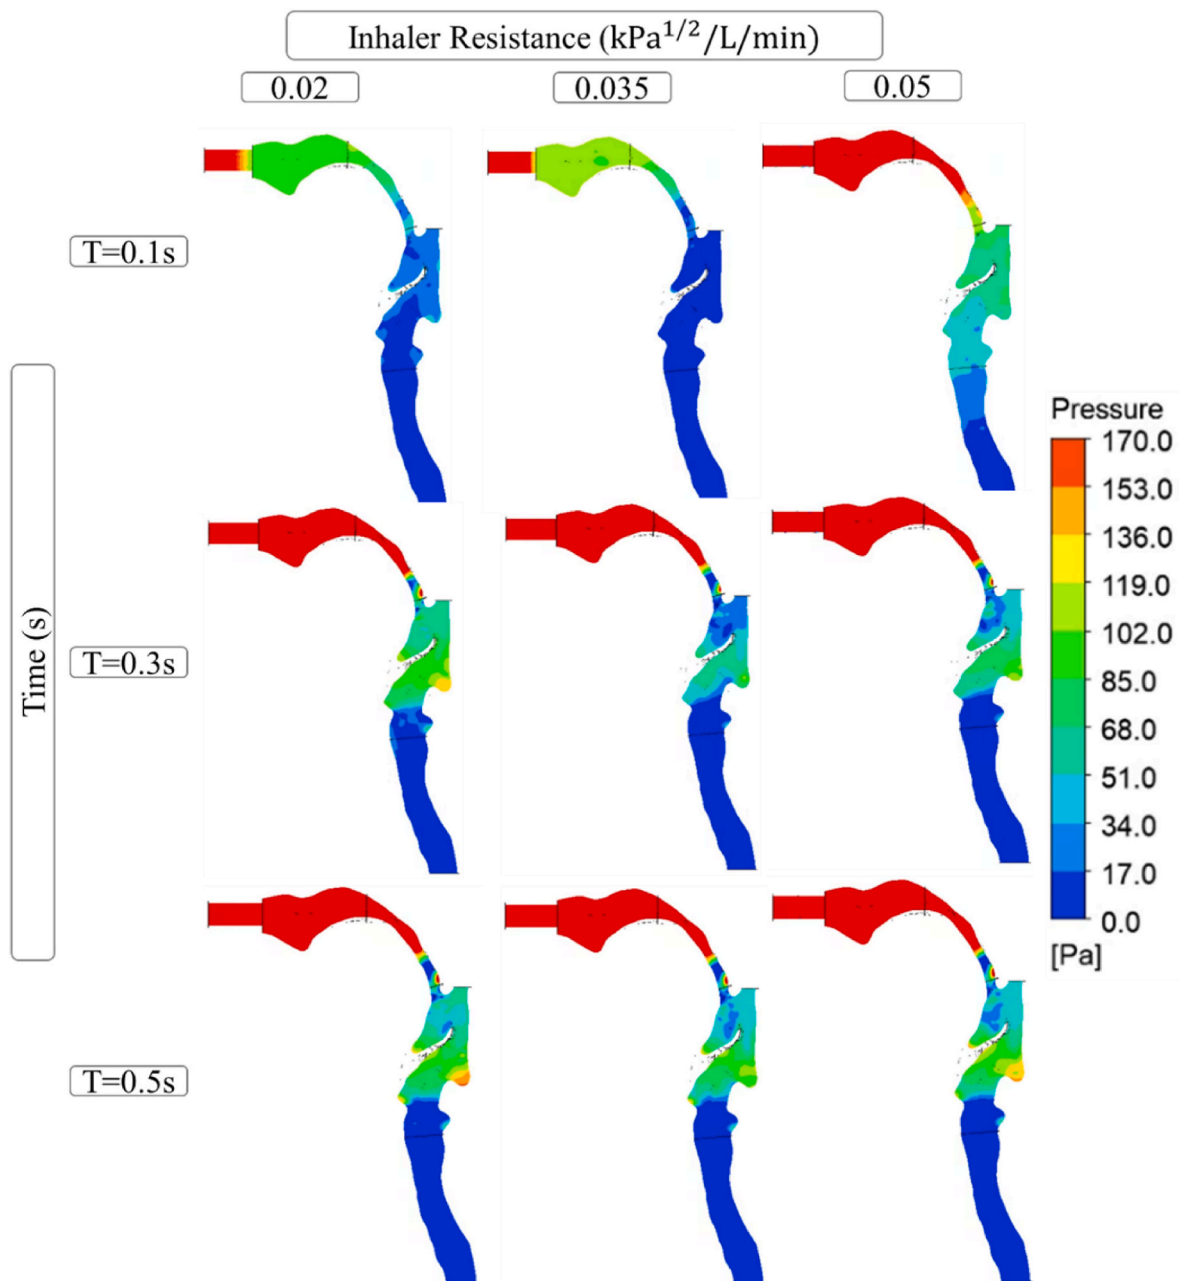 Inhaler Resistance (kPa^1/2/L/min)
0.02 0.035 0.05
T=0.1s
Time (s)
T=0.3s
T=0.5s
Pressure
170.0
153.0
136.0
119.0
102.0
85.0
68.0
51.0
34.0
17.0
0.0
[Pa]